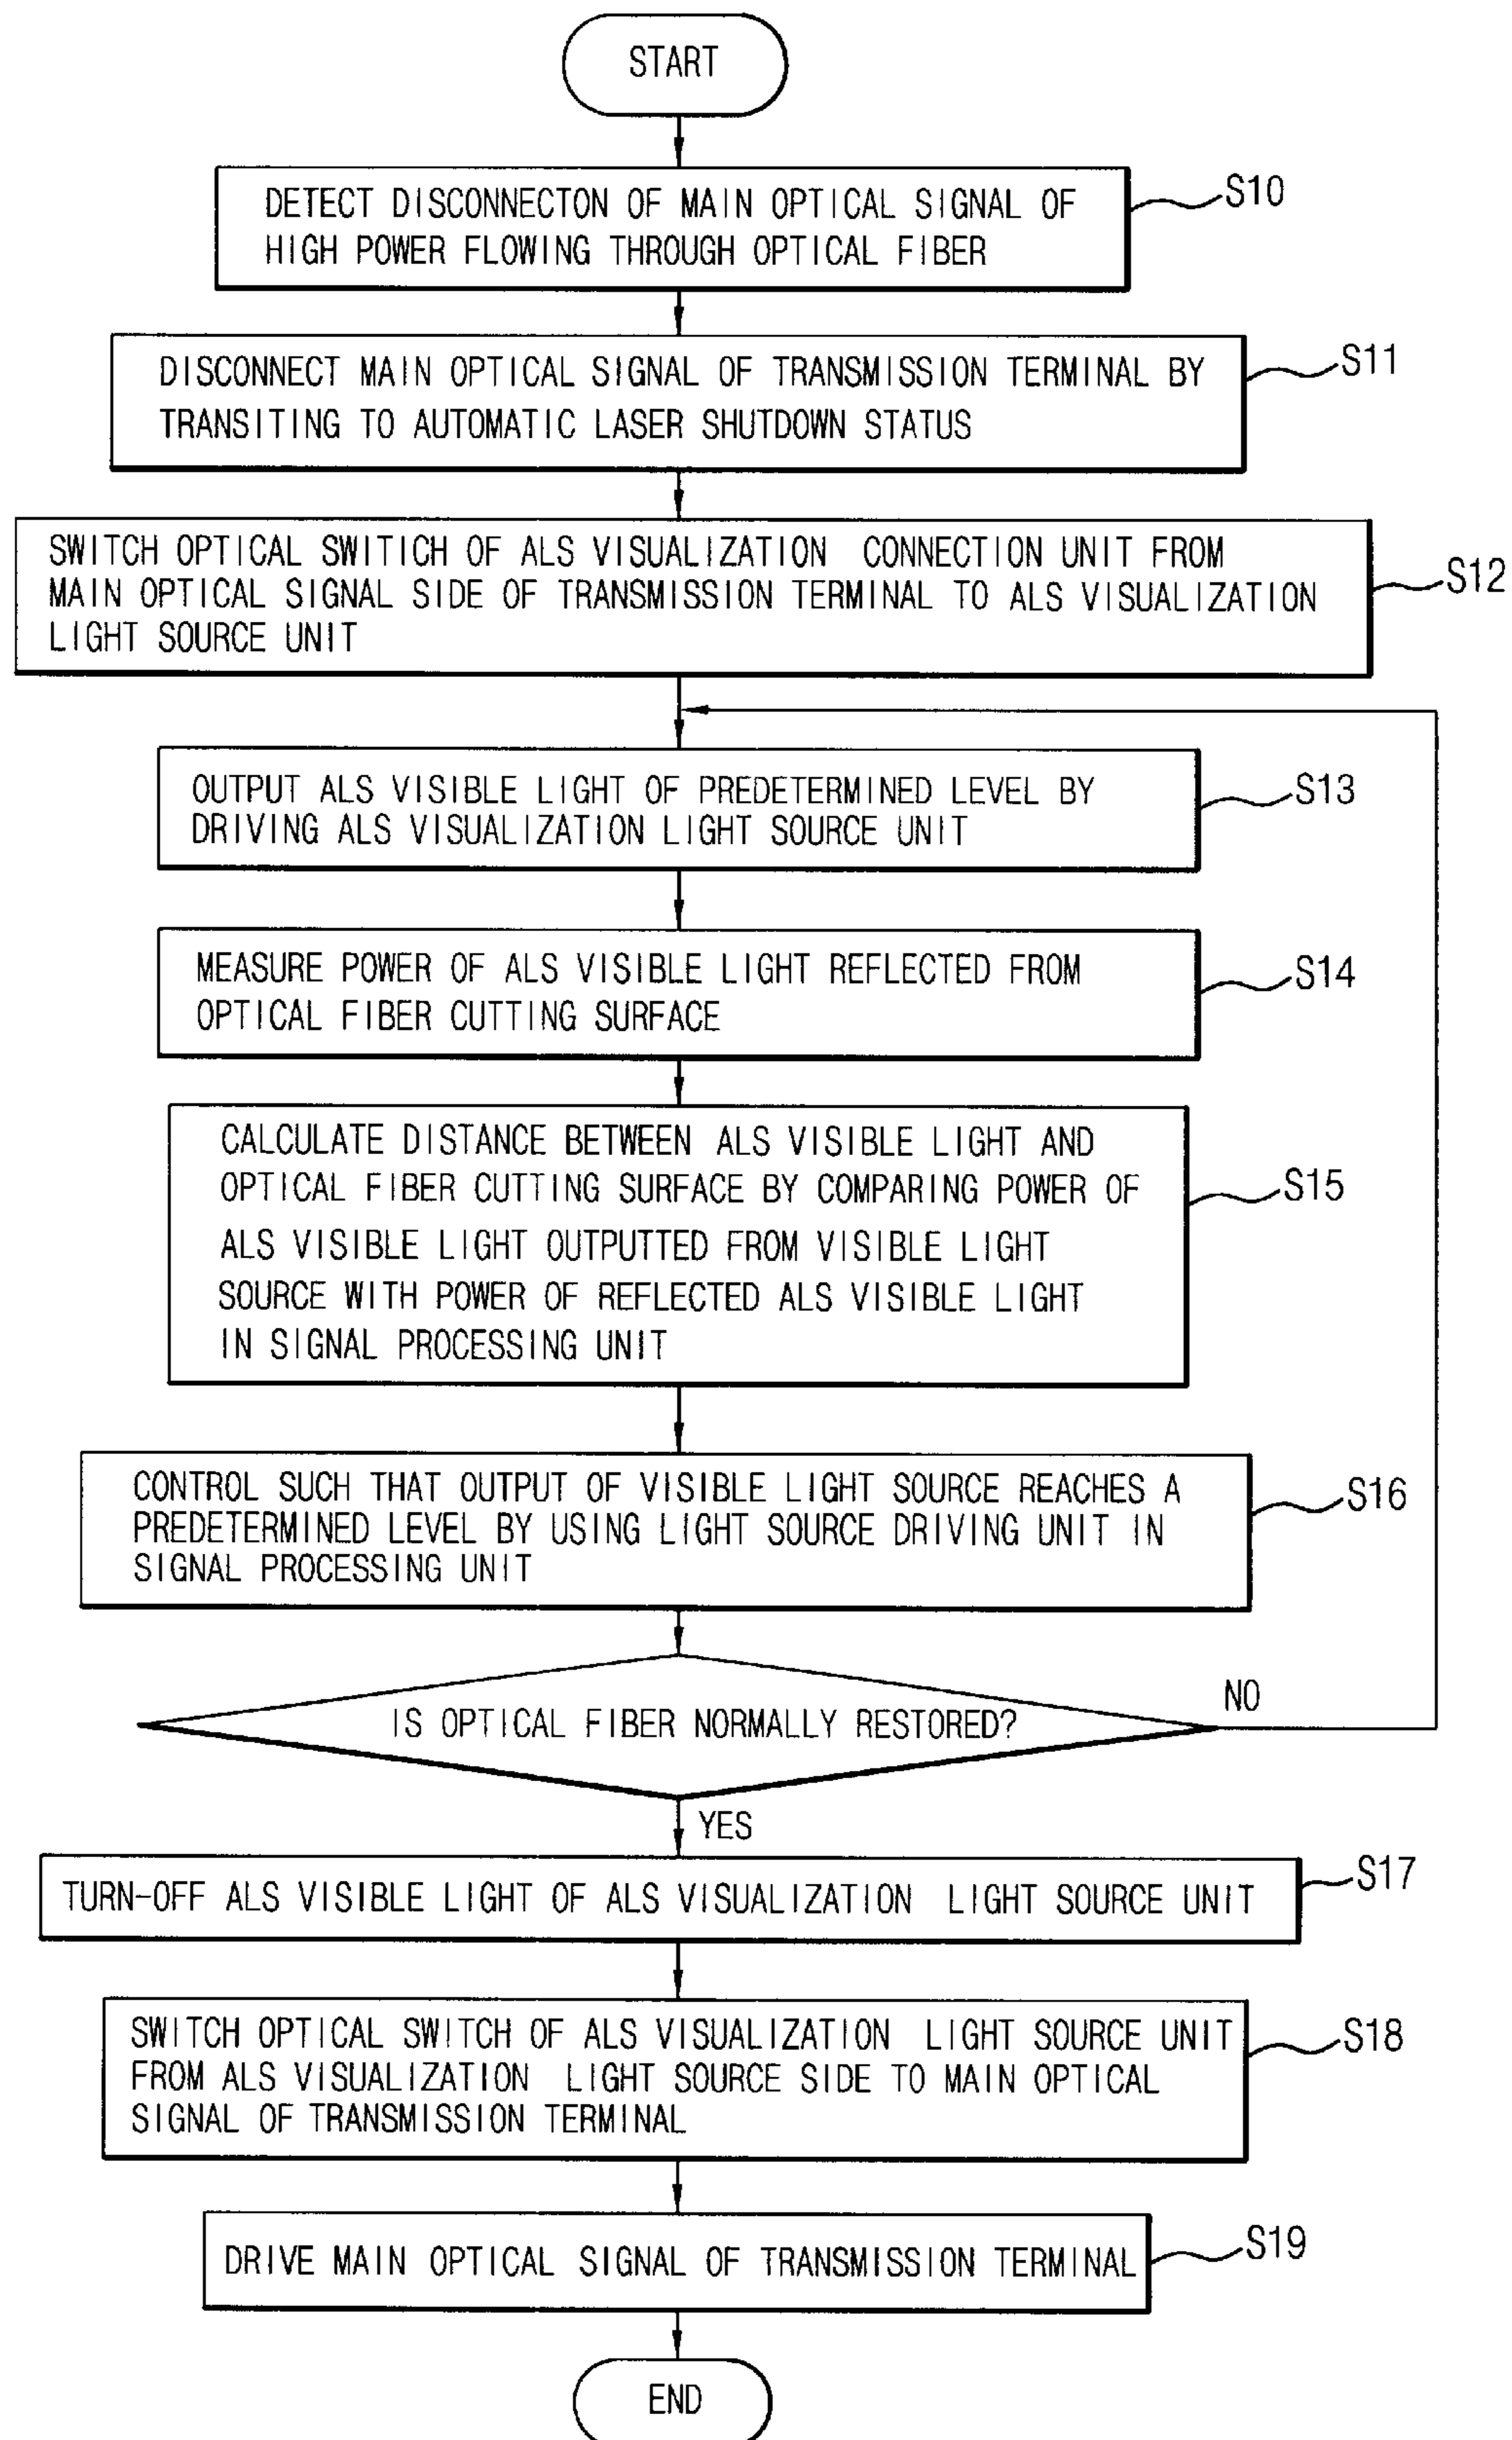 START
DETECT DISCONNECTON OF MAIN OPTICAL SIGNAL OF
HIGH POWER FLOWING THROUGH OPTICAL FIBER
S10
DISCONNECT MAIN OPTICAL SIGNAL OF TRANSMISSION TERMINAL BY
TRANSITING TO AUTOMATIC LASER SHUTDOWN STATUS
S11
SWITCH OPTICAL SWITICH OF ALS VISUALIZATION CONNECTION UNIT FROM
MAIN OPTICAL SIGNAL SIDE OF TRANSMISSION TERMINAL TO ALS VISUALIZATION
LIGHT SOURCE UNIT
S12
OUTPUT ALS VISIBLE LIGHT OF PREDETERMINED LEVEL BY
DRIVING ALS VISUALIZATION LIGHT SOURCE UNIT
S13
MEASURE POWER OF ALS VISIBLE LIGHT REFLECTED FROM
OPTICAL FIBER CUTTING SURFACE
S14
CALCULATE DISTANCE BETWEEN ALS VISIBLE LIGHT AND
OPTICAL FIBER CUTTING SURFACE BY COMPARING POWER OF
ALS VISIBLE LIGHT OUTPUTTED FROM VISIBLE LIGHT
SOURCE WITH POWER OF REFLECTED ALS VISIBLE LIGHT
IN SIGNAL PROCESSING UNIT
S15
CONTROL SUCH THAT OUTPUT OF VISIBLE LIGHT SOURCE REACHES A
PREDETERMINED LEVEL BY USING LIGHT SOURCE DRIVING UNIT IN
SIGNAL PROCESSING UNIT
S16
IS OPTICAL FIBER NORMALLY RESTORED?
NO
YES
TURN-OFF ALS VISIBLE LIGHT OF ALS VISUALIZATION LIGHT SOURCE UNIT
S17
SWITCH OPTICAL SWITCH OF ALS VISUALIZATION LIGHT SOURCE UNIT
FROM ALS VISUALIZATION LIGHT SOURCE SIDE TO MAIN OPTICAL
SIGNAL OF TRANSMISSION TERMINAL
S18
DRIVE MAIN OPTICAL SIGNAL OF TRANSMISSION TERMINAL
S19
END